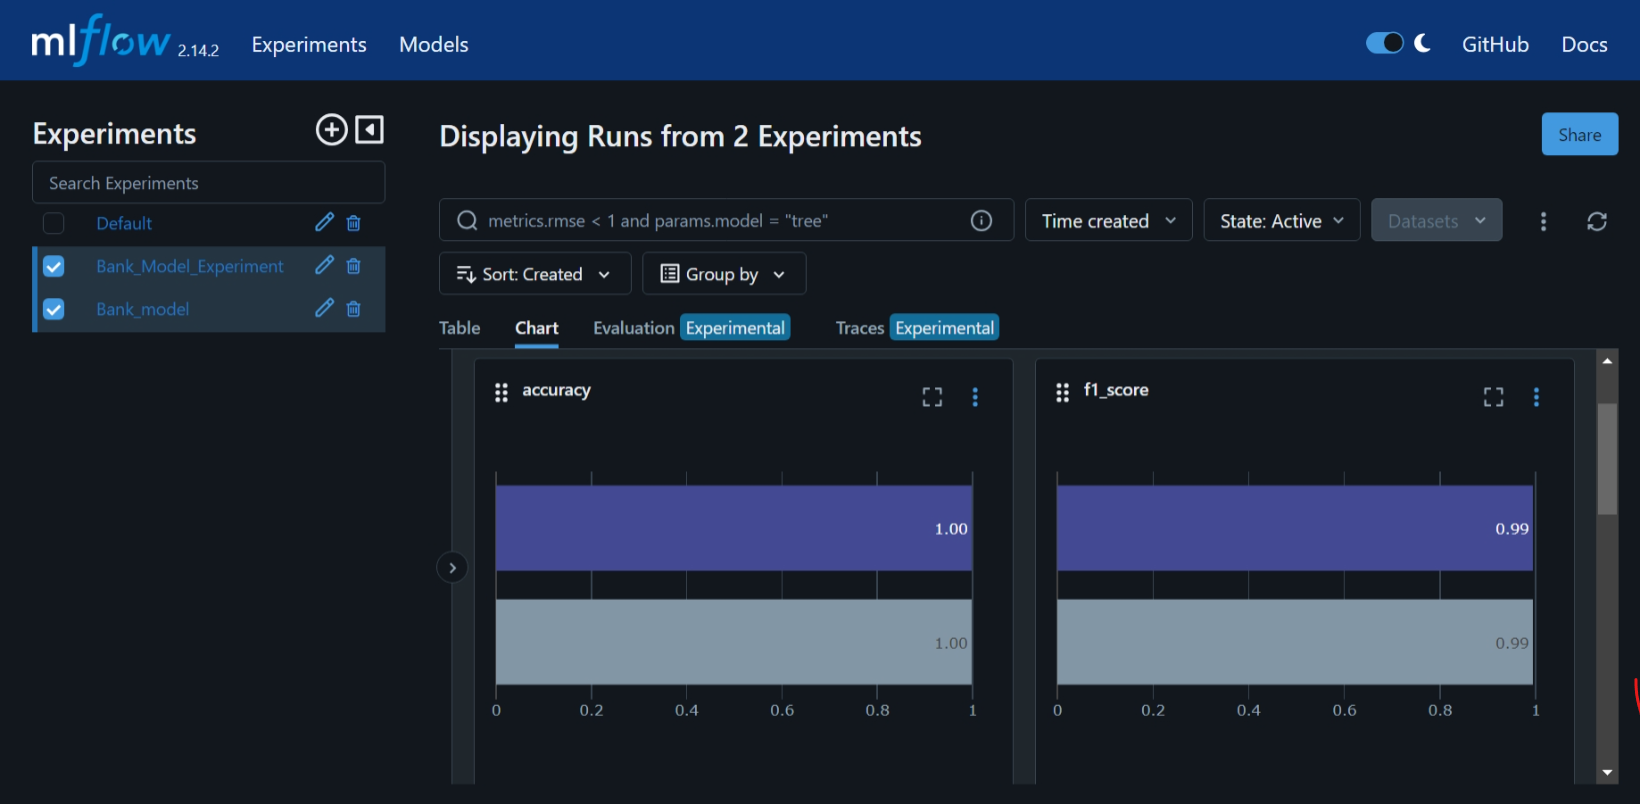 mlflow 2.14.2 Experiments Models GitHub Docs
Experiments
Search Experiments
Default
Bank_Model_Experiment
Bank_model
Displaying Runs from 2 Experiments
Share
metrics.rmse < 1 and params.model = "tree"
Time created
State: Active
Datasets
Sort: Created
Group by
Table Chart Evaluation Experimental Traces Experimental
accuracy
1.00
1.00
0 0.2 0.4 0.6 0.8 1
f1_score
0.99
0.99
0 0.2 0.4 0.6 0.8 1